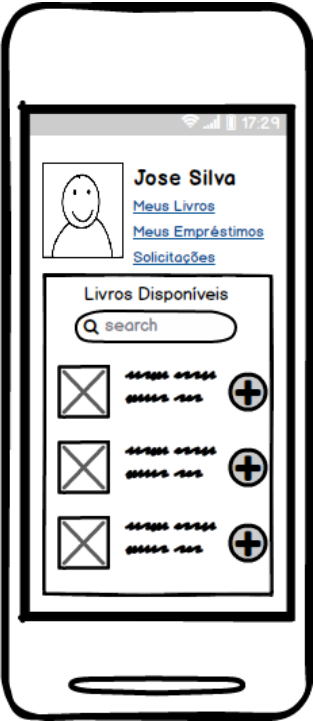 17:29
Jose Silva
Meus Livros
Meus Empréstimos
Solicitações
Livros Disponíveis
search